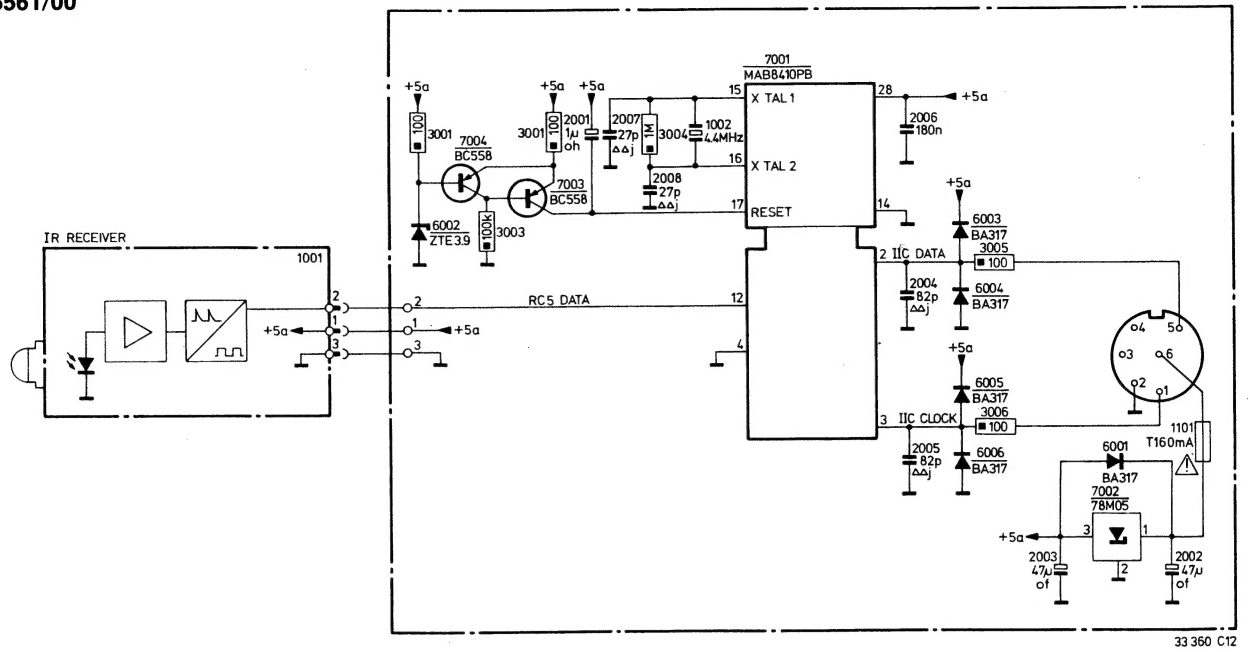 3561/00
7001
MAB8410PB
+5a
+5a
+5a
15
X TAL 1
28
+5a
100
3001
100
3001
2001
1µ
oh
2007
27p
△△j
1M
3004
1002
4.4MHz
2006
180n
7004
BC558
16
X TAL 2
7003
BC558
2008
27p
△△j
+5a
17
RESET
14
6002
ZTE3.9
100k
3003
6003
BA317
IR RECEIVER
1001
2
IIC DATA
3005
100
2004
82p
△△j
6004
BA317
2
2
RC5 DATA
12
+5a
1
1
+5a
3
3
4
+5a
4
5
3
6
2
1
6005
BA317
3
IIC CLOCK
3006
100
2005
82p
△△j
6006
BA317
1101
T160mA
6001
BA317
7002
78M05
+5a
3
1
2
2003
47µ
of
2002
47µ
of
33 360 C12